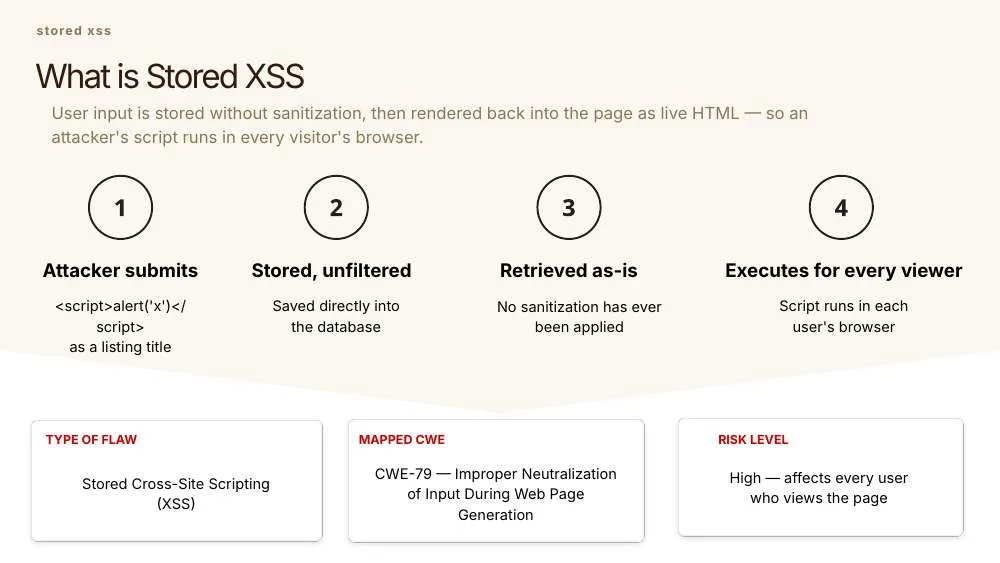 stored xss
What is Stored XSS
User input is stored without sanitization, then rendered back into the page as live HTML — so an
attacker's script runs in every visitor's browser.
1
Attacker submits
<script>alert('x')</
script>
as a listing title
2
Stored, unfiltered
Saved directly into
the database
3
Retrieved as-is
No sanitization has ever
been applied
4
Executes for every viewer
Script runs in each
user's browser
TYPE OF FLAW
Stored Cross-Site Scripting
(XSS)
MAPPED CWE
CWE-79 — Improper Neutralization
of Input During Web Page
Generation
RISK LEVEL
High — affects every user
who views the page